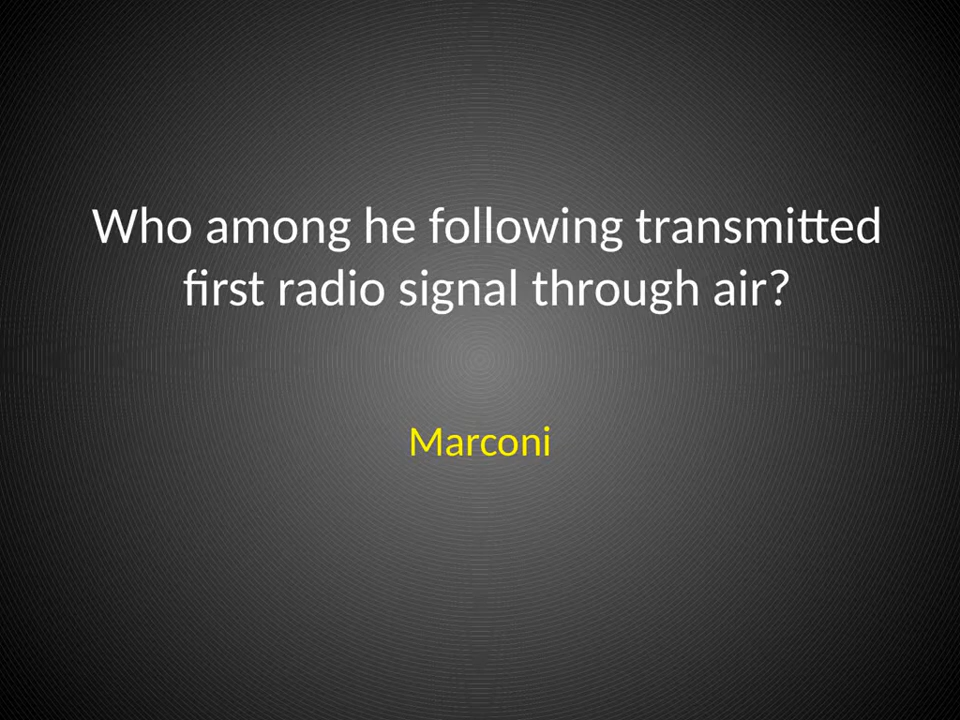 Who among he following transmitted
first radio signal through air?
Marconi